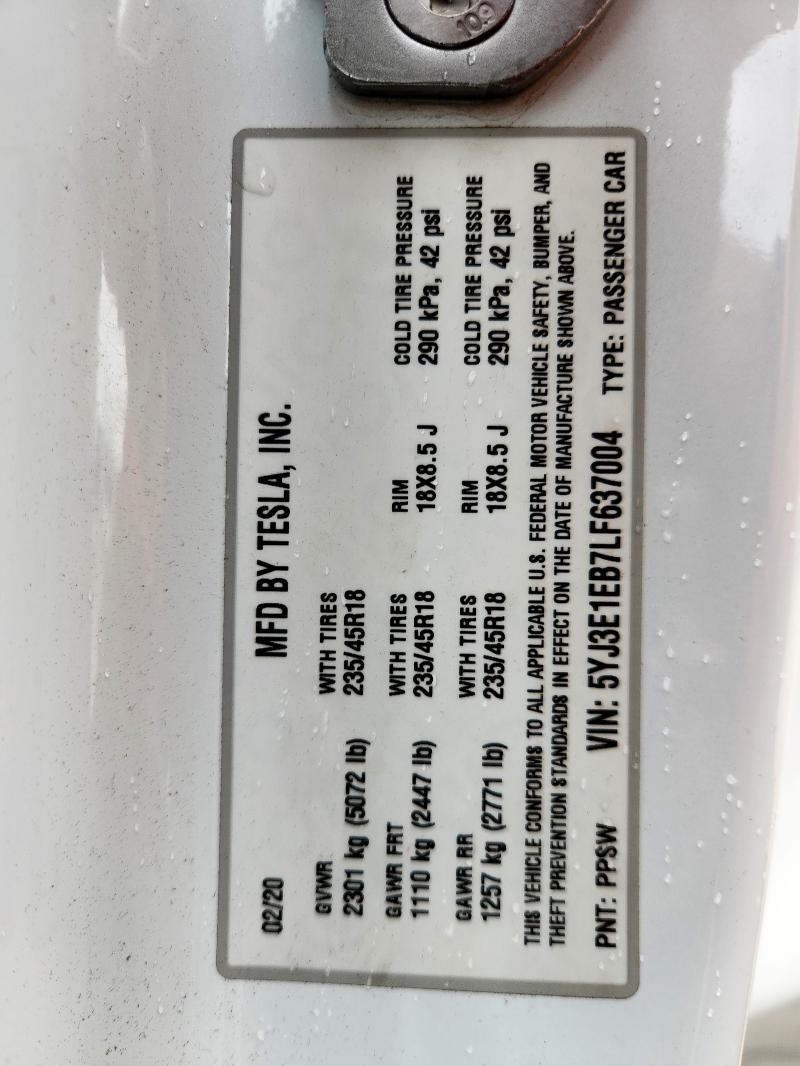 10.9
02/20 MFD BY TESLA, INC.
GVWR WITH TIRES
2301 kg (5072 lb) 235/45R18
GAWR FRT WITH TIRES RIM COLD TIRE PRESSURE
1110 kg (2447 lb) 235/45R18 18X8.5 J 290 kPa, 42 psi
GAWR RR WITH TIRES RIM COLD TIRE PRESSURE
1257 kg (2771 lb) 235/45R18 18X8.5 J 290 kPa, 42 psi
THIS VEHICLE CONFORMS TO ALL APPLICABLE U.S. FEDERAL MOTOR VEHICLE SAFETY, BUMPER, AND
THEFT PREVENTION STANDARDS IN EFFECT ON THE DATE OF MANUFACTURE SHOWN ABOVE.
PNT: PPSW VIN: 5YJ3E1EB7LF637004 TYPE: PASSENGER CAR